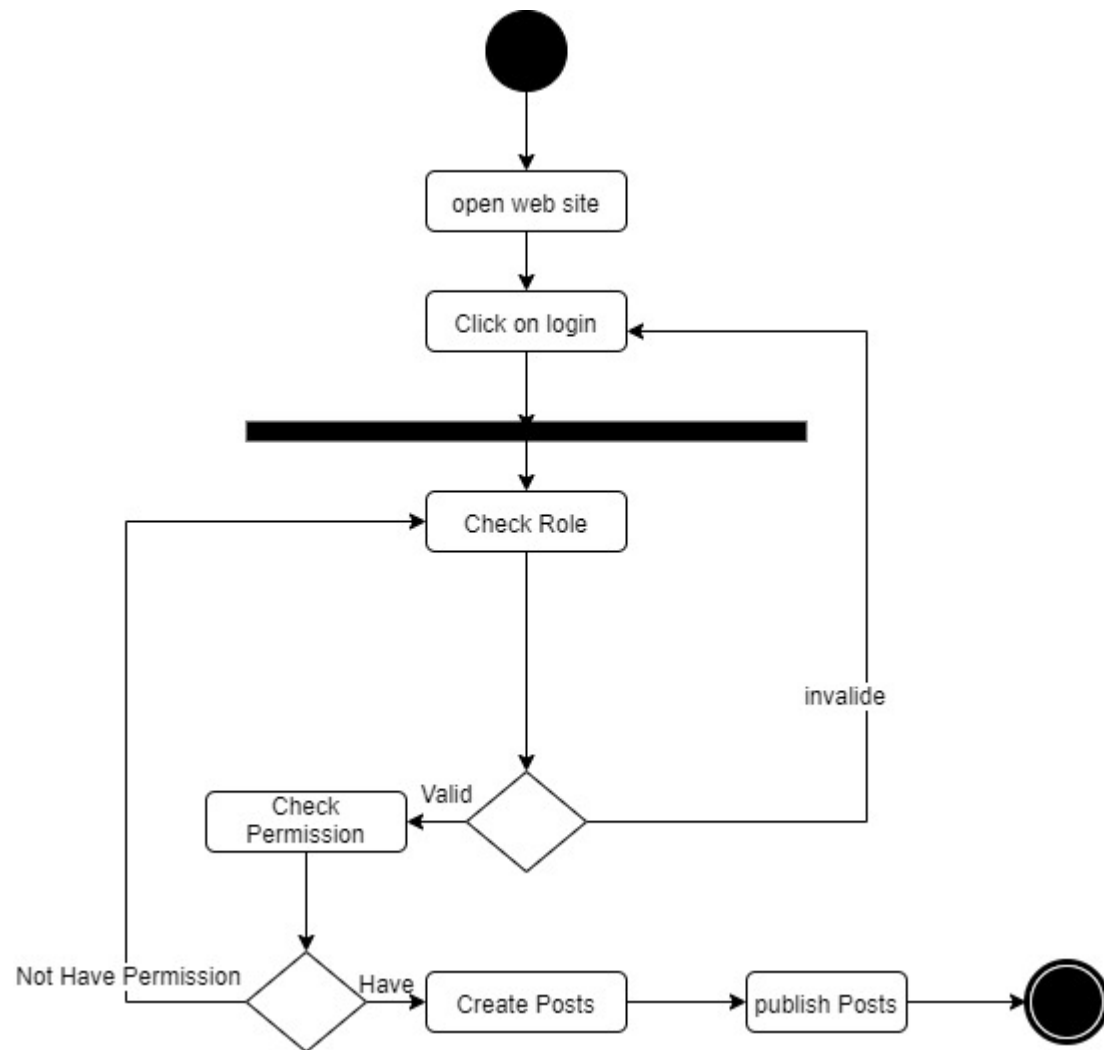 open web site
Click on login
Check Role
invalide
Valid
Check
Permission
Not Have Permission
Have
Create Posts
publish Posts